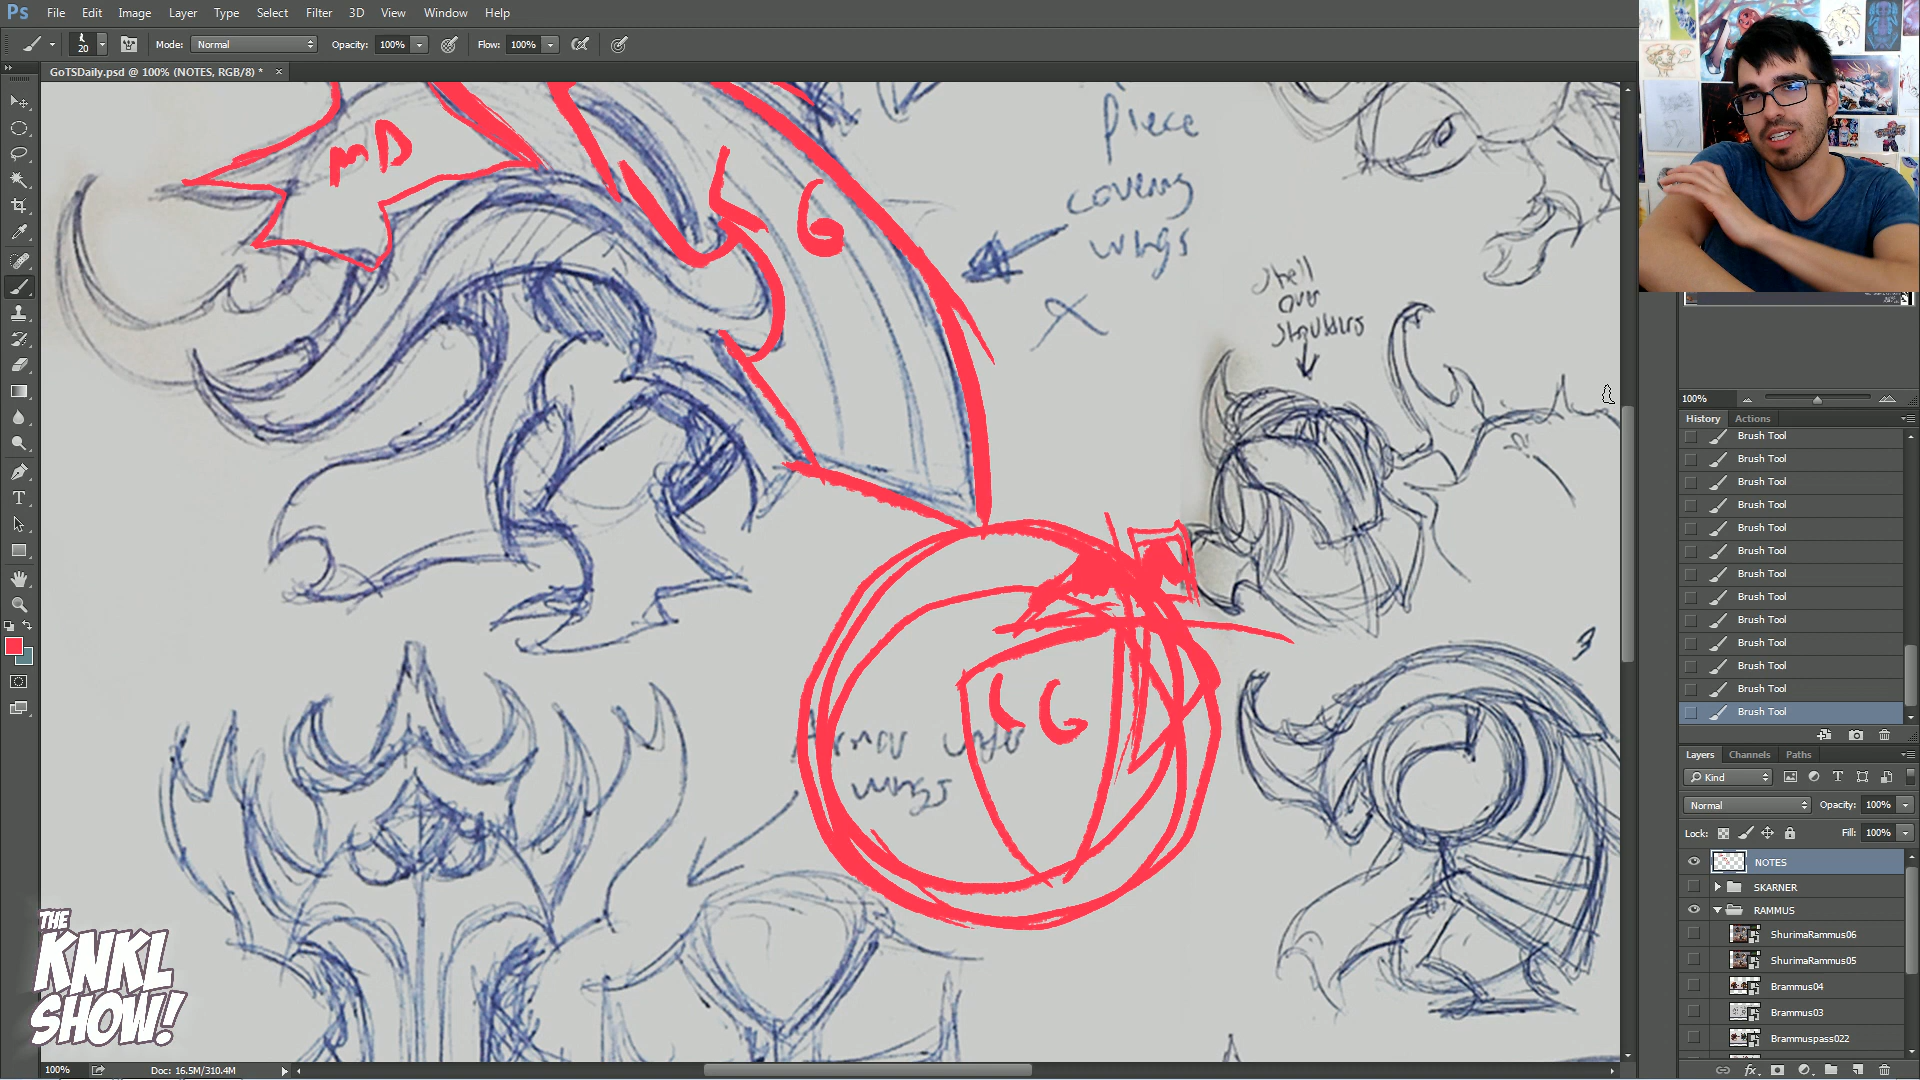 Ps File Edit Image Layer Type Select Filter 3D View Window Help
20 Mode: Normal Opacity: 100% Flow: 100%
GoTSDaily.psd @ 100% (NOTES, RGB/8) * ×
MD
G
piece
covering
wings
shell
over
shoulders
G
Armor under
wings
3
THE
KNKL
SHOW!
100% Doc: 16.5M/310.4M
100%
History Actions
Brush Tool
Brush Tool
Brush Tool
Brush Tool
Brush Tool
Brush Tool
Brush Tool
Brush Tool
Brush Tool
Brush Tool
Brush Tool
Brush Tool
Brush Tool
Layers Channels Paths
Kind
Normal Opacity: 100%
Lock: Fill: 100%
NOTES
SKARNER
RAMMUS
ShurimaRammus06
ShurimaRammus05
Brammus04
Brammus03
Brammuspass022